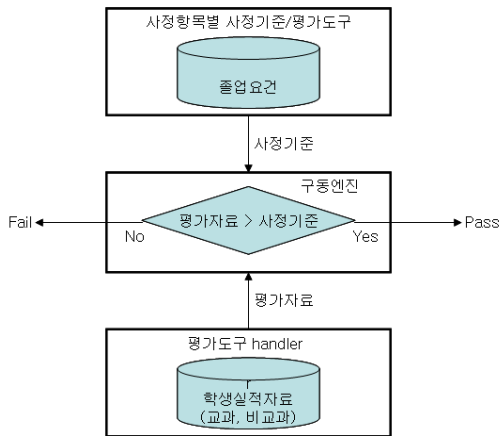 사정항목별 사정기준/평가도구
졸업요건
사정기준
구동엔진
평가자료 > 사정기준
Fail
No
Yes
Pass
평가자료
평가도구 handler
학생실적자료
(교과, 비교과)